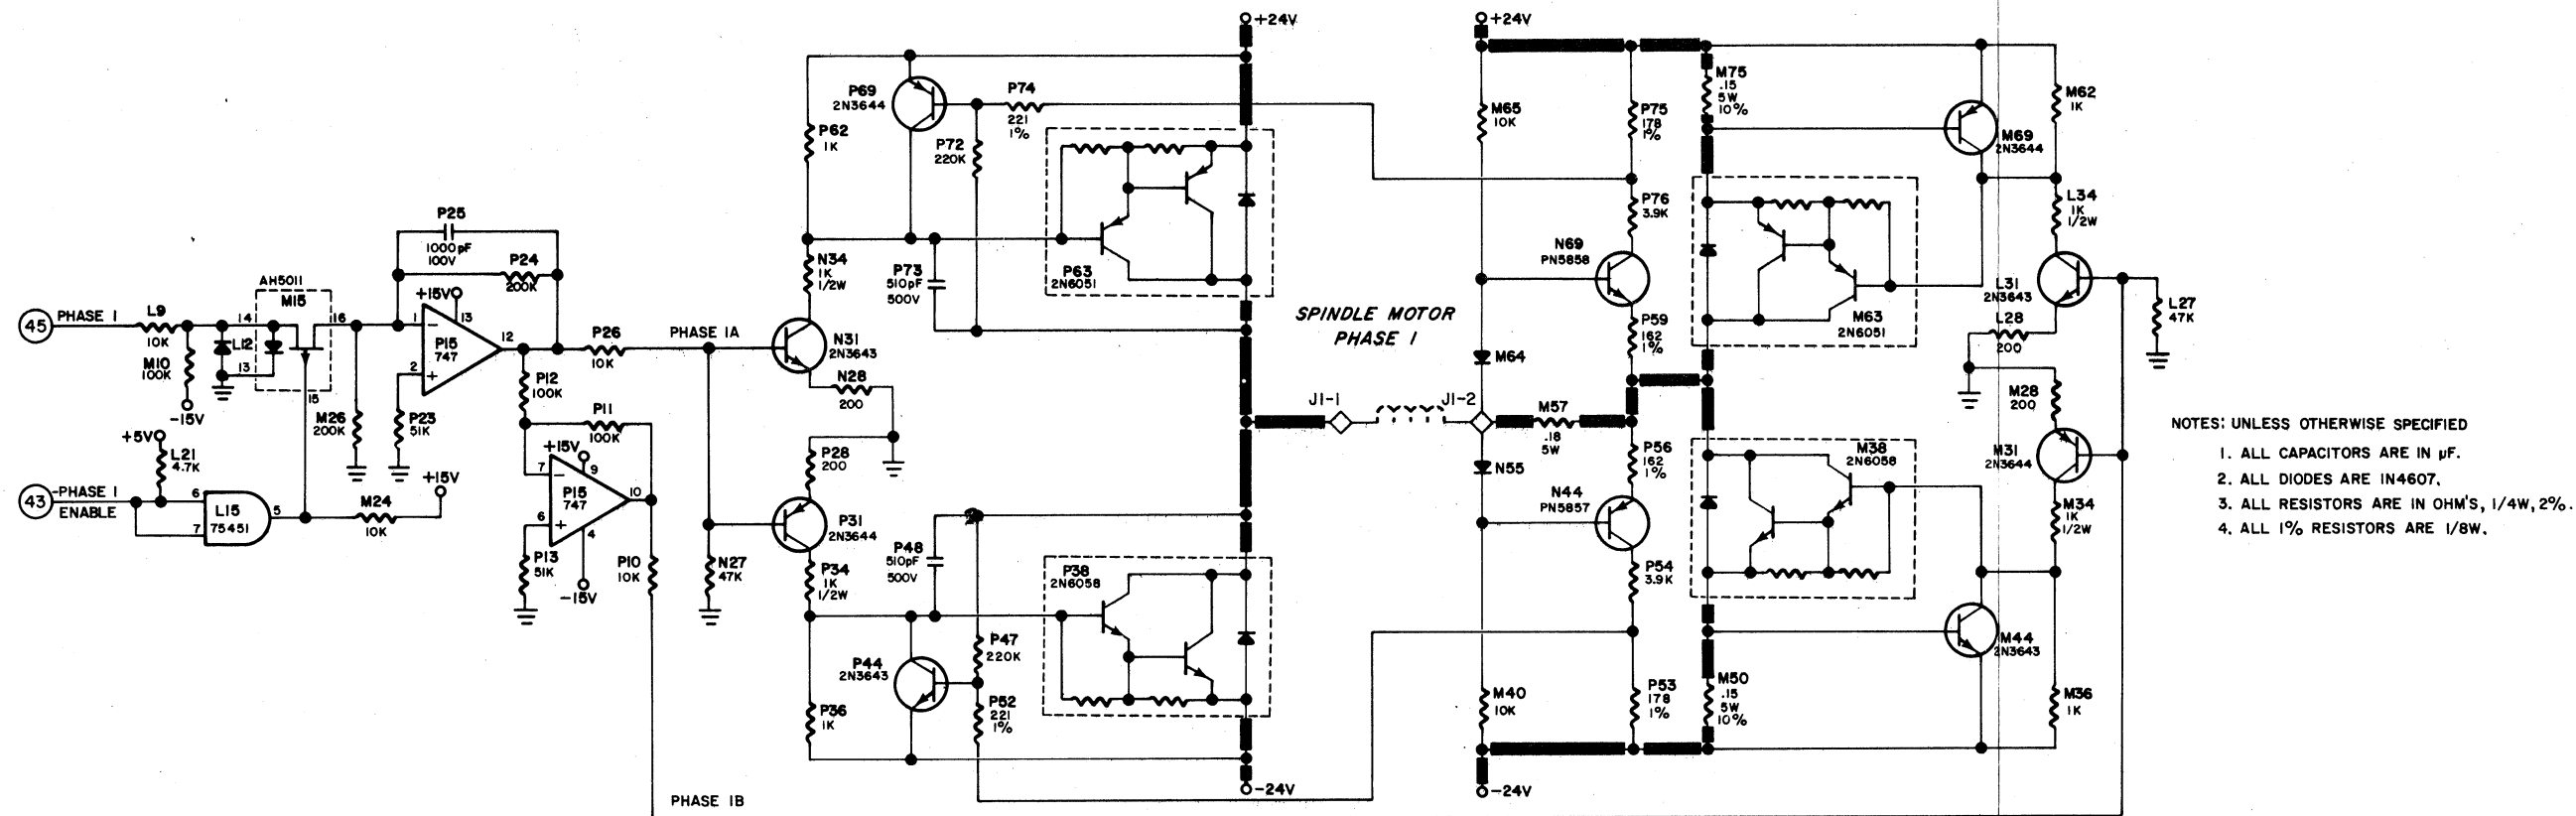 +24V
+24V
P69
2N3644
P74
221
1%
P62
1K
P72
220K
M65
10K
P75
178
1%
M75
.15
5W
10%
M62
1K
M69
2N3644
P25
1000pF
100V
P24
200K
N34
1K
1/2W
P73
510pF
500V
P63
2N6051
P76
3.9K
N69
PN5858
L34
1K
1/2W
AH5011
M15
+15V
45
PHASE 1
L9
10K
14
16
1
13
P15
747
12
2
L12
13
M10
100K
-15V
15
P26
10K
PHASE 1A
N31
2N3643
N28
200
SPINDLE MOTOR
PHASE 1
M64
P59
162
1%
M63
2N6051
L31
2N3643
L28
200
L27
47K
P12
100K
P11
100K
M26
200K
P23
51K
J1-1
J1-2
M57
.18
5W
M28
200
+5V
L21
4.7K
+15V
+15V
P28
200
N55
P56
162
1%
M38
2N6058
M31
2N3644
43
-PHASE 1
ENABLE
6
7
L15
75451
5
M24
10K
7
9
P15
747
10
6
4
P13
51K
-15V
P10
10K
N27
47K
P31
2N3644
P34
1K
1/2W
P48
510pF
500V
P38
2N6058
N44
PN5857
P54
3.9K
M34
1K
1/2W
P47
220K
P44
2N3643
P52
221
1%
P36
1K
M40
10K
P53
178
1%
M50
.15
5W
10%
M44
2N3643
M36
1K
-24V
-24V
PHASE 1B
NOTES: UNLESS OTHERWISE SPECIFIED
1. ALL CAPACITORS ARE IN µF.
2. ALL DIODES ARE IN4607.
3. ALL RESISTORS ARE IN OHM'S, 1/4W, 2%.
4. ALL 1% RESISTORS ARE 1/8W.